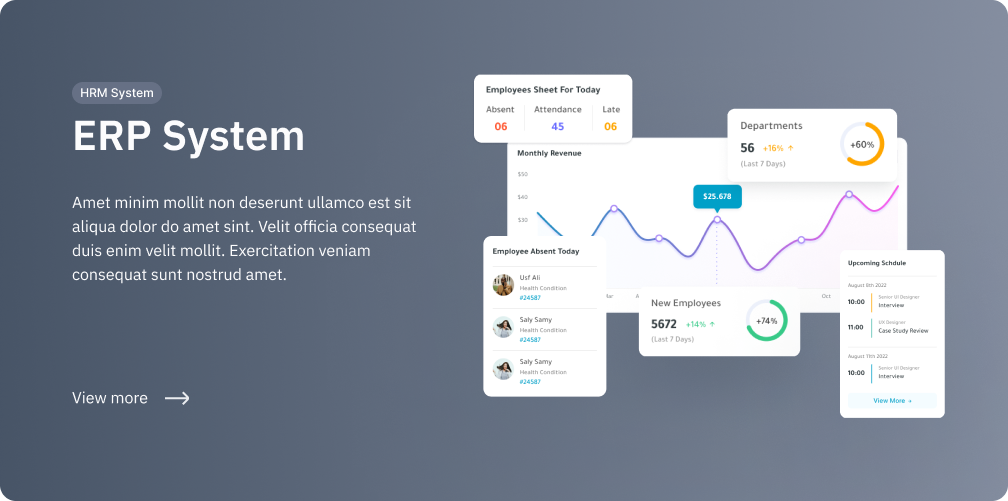 HRM System
ERP System
Amet minim mollit non deserunt ullamco est sit
aliqua dolor do amet sint. Velit officia consequat
duis enim velit mollit. Exercitation veniam
consequat sunt nostrud amet.
View more
Employees Sheet For Today
Absent Attendance Late
06 45 06
Departments
56 +16%
(Last 7 Days)
+60%
Monthly Revenue
$50
$40
$30
$25.678
Oct
Employee Absent Today
Usf Ali
Health Condition
#24587
Saly Samy
Health Condition
#24587
Saly Samy
Health Condition
#24587
New Employees
5672 +14%
(Last 7 Days)
+74%
Upcoming Schdule
August 8th 2022
10:00 Senior UI Designer
Interview
11:00 UX Designer
Case Study Review
August 11th 2022
10:00 Senior UI Designer
Interview
View More